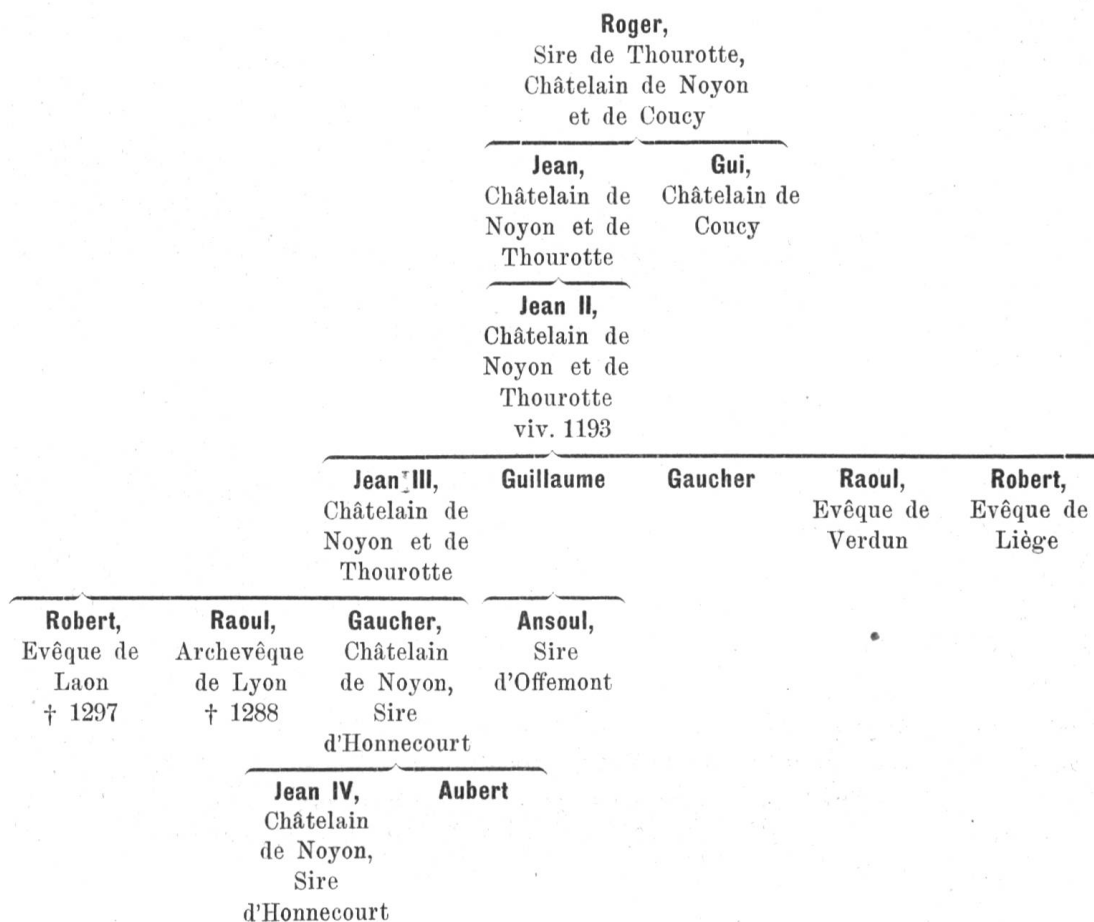 Roger,
Sire de Thourotte,
Châtelain de Noyon
et de Coucy
Jean,
Châtelain de
Noyon et de
Thourotte
Gui,
Châtelain de
Coucy
Jean II,
Châtelain de
Noyon et de
Thourotte
viv. 1193
Jean III,
Châtelain de
Noyon et de
Thourotte
Guillaume
Gaucher
Raoul,
Evêque de
Verdun
Robert,
Evêque de
Liège
Robert,
Evêque de
Laon
† 1297
Raoul,
Archevêque
de Lyon
† 1288
Gaucher,
Châtelain
de Noyon,
Sire
d'Honnecourt
Ansoul,
Sire
d'Offemont
Jean IV,
Châtelain
de Noyon,
Sire
d'Honnecourt
Aubert